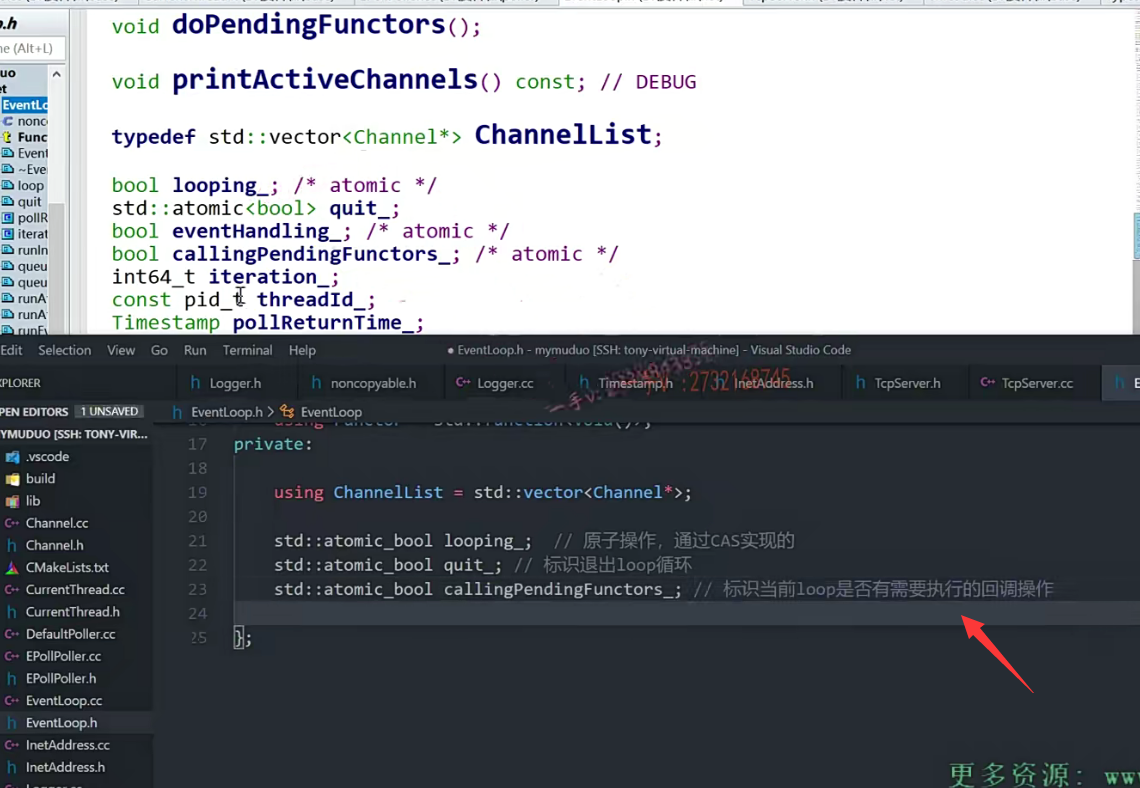 p.h
ne (Alt+L)
uo
et
EventLo
nonc
Func
Event
~Eve
loop
quit
pollR
iterat
runIn
queu
queu
runA
runA
runEv
void doPendingFunctors();
void printActiveChannels() const; // DEBUG
typedef std::vector<Channel*> ChannelList;
bool looping_; /* atomic */
std::atomic<bool> quit_;
bool eventHandling_; /* atomic */
bool callingPendingFunctors_; /* atomic */
int64_t iteration_;
const pid_t threadId_;
Timestamp pollReturnTime_;
Edit Selection View Go Run Terminal Help
● EventLoop.h - mymuduo [SSH: tony-virtual-machine] - Visual Studio Code
XPLORER
Logger.h noncopyable.h Logger.cc Timestamp.h InetAddress.h TcpServer.h TcpServer.cc E
:2732168745
PEN EDITORS 1 UNSAVED
EventLoop.h > EventLoop
YMUDUO [SSH: TONY-VIR...
.vscode
build
lib
Channel.cc
Channel.h
CMakeLists.txt
CurrentThread.cc
CurrentThread.h
DefaultPoller.cc
EPollPoller.cc
EPollPoller.h
EventLoop.cc
EventLoop.h
InetAddress.cc
InetAddress.h
Logger.cc
16 using Functor = std::function<void()>;
17 private:
18
19 using ChannelList = std::vector<Channel*>;
20
21 std::atomic_bool looping_; // 原子操作，通过CAS实现的
22 std::atomic_bool quit_; // 标识退出loop循环
23 std::atomic_bool callingPendingFunctors_; // 标识当前loop是否有需要执行的回调操作
24
25 };
更多资源: www